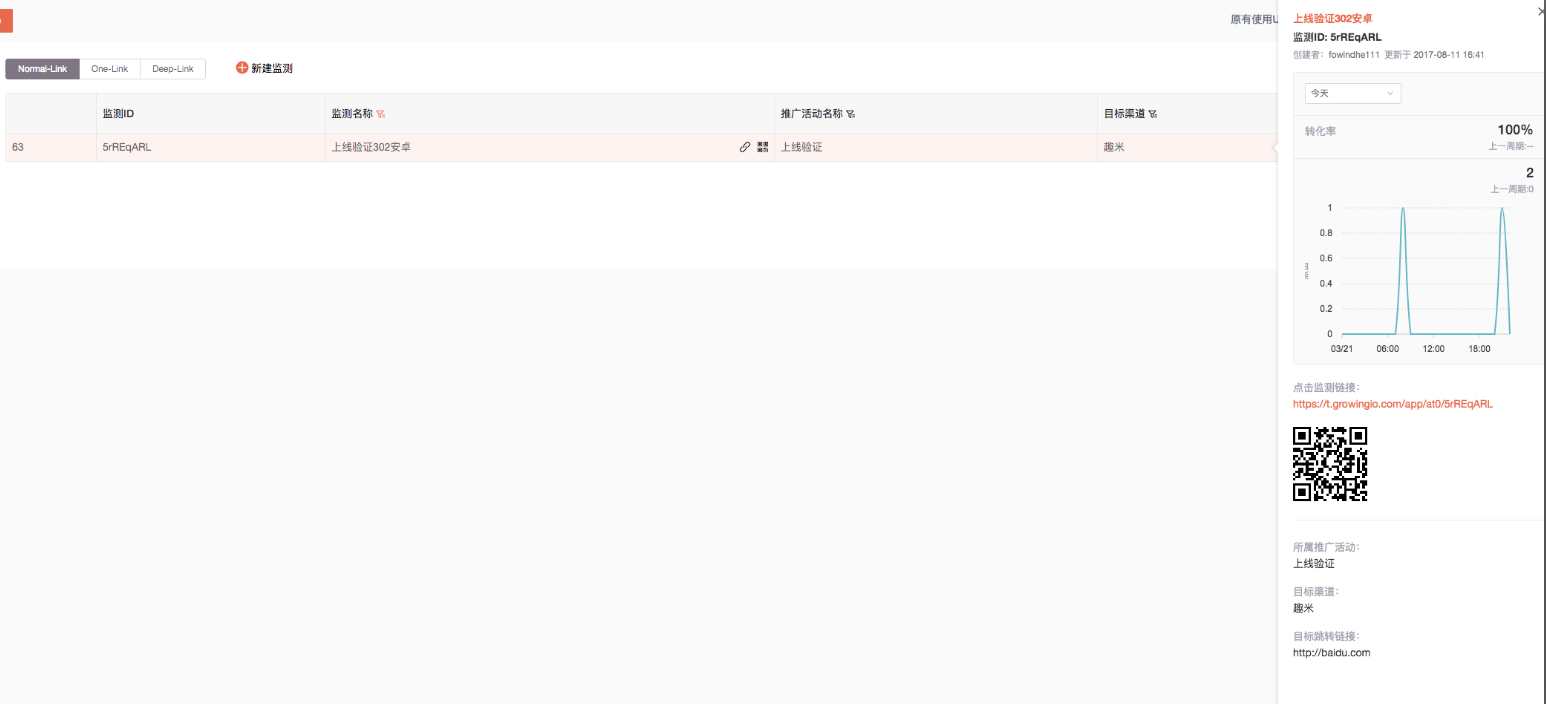 原有使用U
Normal-Link
One-Link
Deep-Link
新建监测
监测ID
监测名称
推广活动名称
目标渠道
63
5rREqARL
上线验证302安卓
上线验证
趣米
上线验证302安卓
监测ID: 5rREqARL
创建者： fowindhe111 更新于 2017-08-11 16:41
今天
转化率
100%
上一周期:--
2
上一周期:0
1
0.8
0.6
0.4
0.2
0
03/21
06:00
12:00
18:00
点击监测链接：
https://t.growingio.com/app/at0/5rREqARL
所属推广活动：
上线验证
目标渠道：
趣米
目标跳转链接：
http://baidu.com